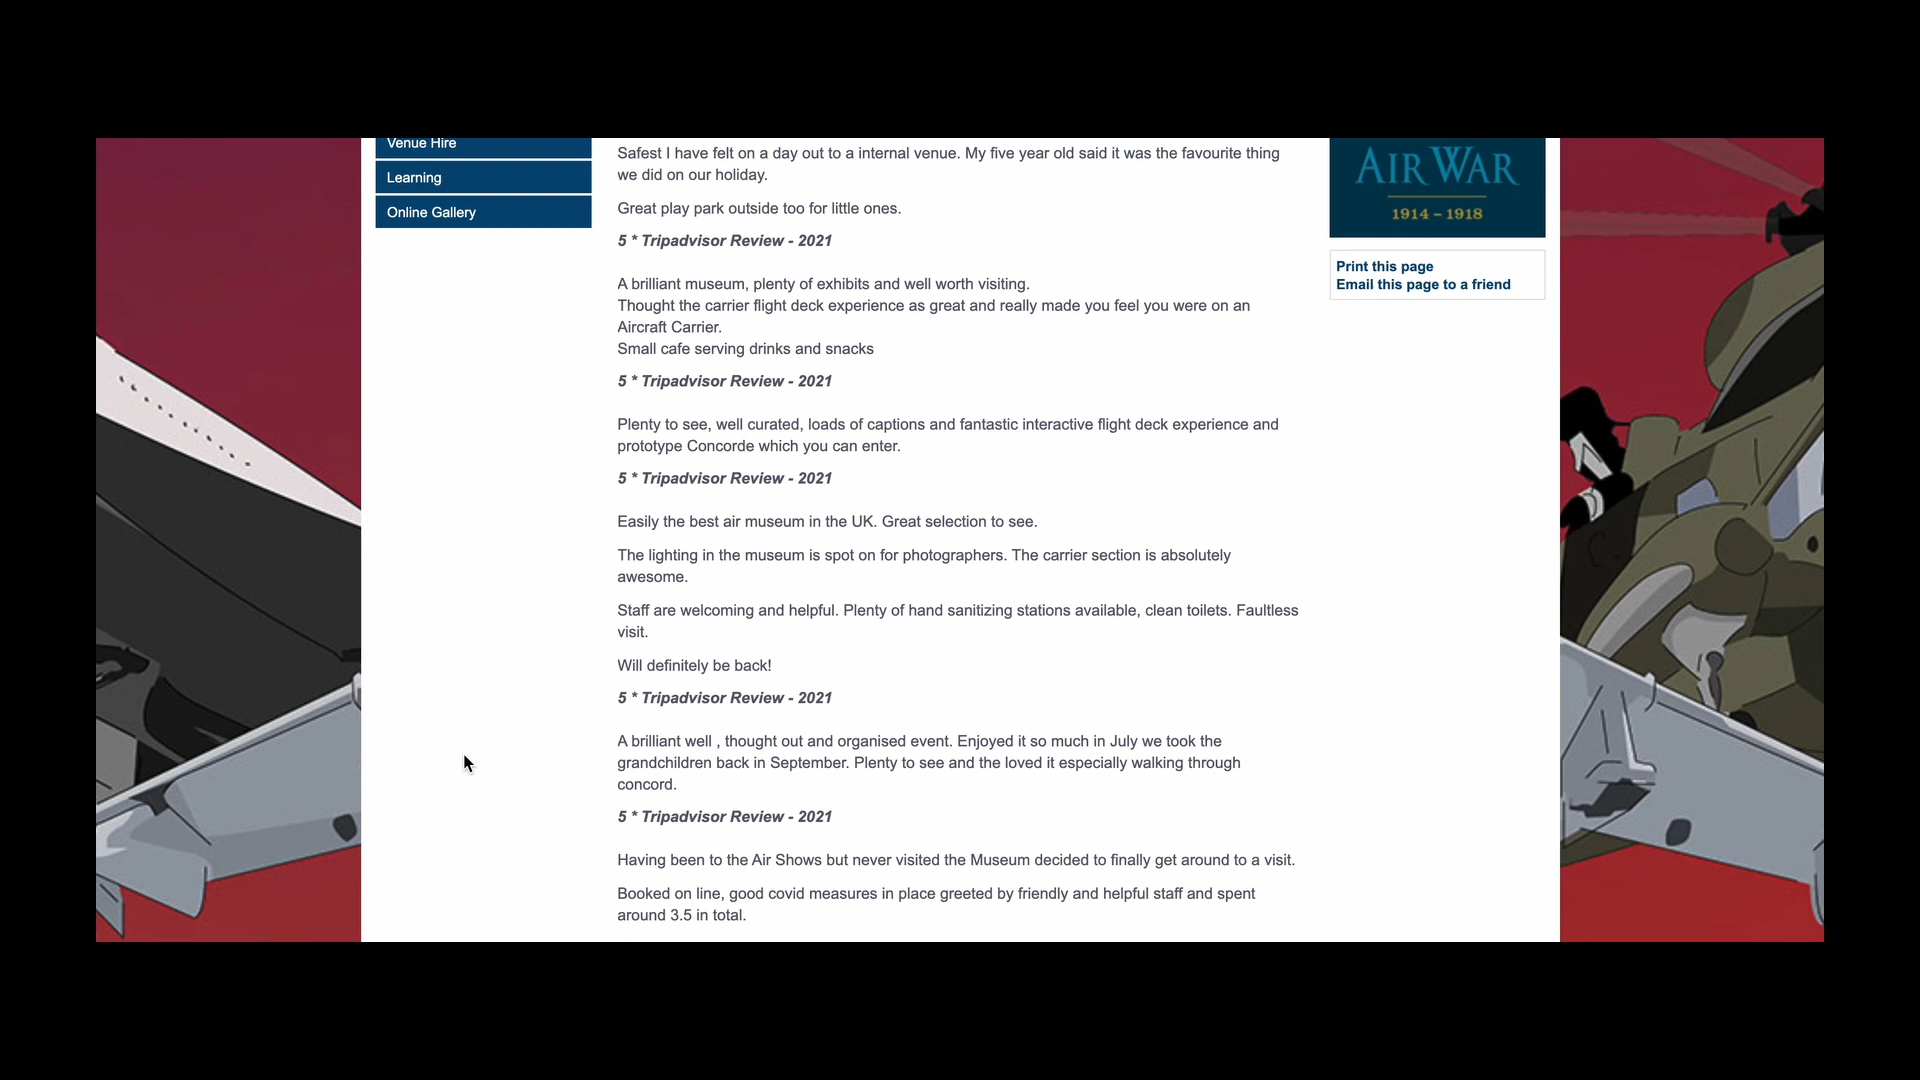 Venue Hire
Learning
Online Gallery
Safest I have felt on a day out to a internal venue. My five year old said it was the favourite thing
we did on our holiday.
Great play park outside too for little ones.
5 * Tripadvisor Review - 2021
A brilliant museum, plenty of exhibits and well worth visiting.
Thought the carrier flight deck experience as great and really made you feel you were on an
Aircraft Carrier.
Small cafe serving drinks and snacks
5 * Tripadvisor Review - 2021
Plenty to see, well curated, loads of captions and fantastic interactive flight deck experience and
prototype Concorde which you can enter.
5 * Tripadvisor Review - 2021
Easily the best air museum in the UK. Great selection to see.
The lighting in the museum is spot on for photographers. The carrier section is absolutely
awesome.
Staff are welcoming and helpful. Plenty of hand sanitizing stations available, clean toilets. Faultless
visit.
Will definitely be back!
5 * Tripadvisor Review - 2021
A brilliant well , thought out and organised event. Enjoyed it so much in July we took the
grandchildren back in September. Plenty to see and the loved it especially walking through
concord.
5 * Tripadvisor Review - 2021
Having been to the Air Shows but never visited the Museum decided to finally get around to a visit.
Booked on line, good covid measures in place greeted by friendly and helpful staff and spent
around 3.5 in total.
AIR WAR
1914 – 1918
Print this page
Email this page to a friend